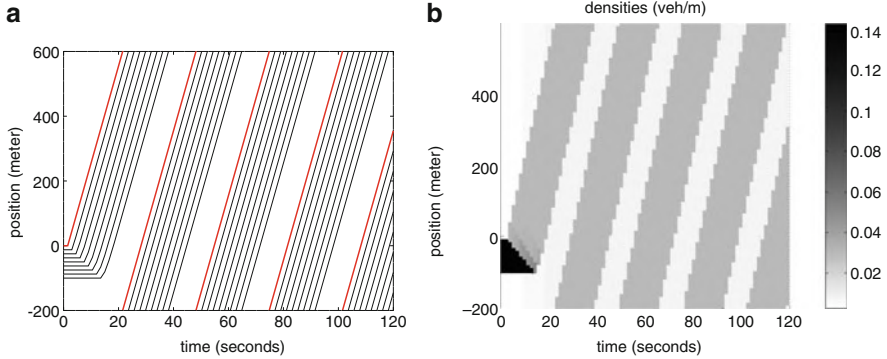 a
600
400
200
0
-200
0 20 40 60 80 100 120
position (meter)
time (seconds)
b
densities (veh/m)
400
200
0
−200
0 20 40 60 80 100 120
position (meter)
time (seconds)
0.14
0.12
0.10
0.08
0.06
0.04
0.02